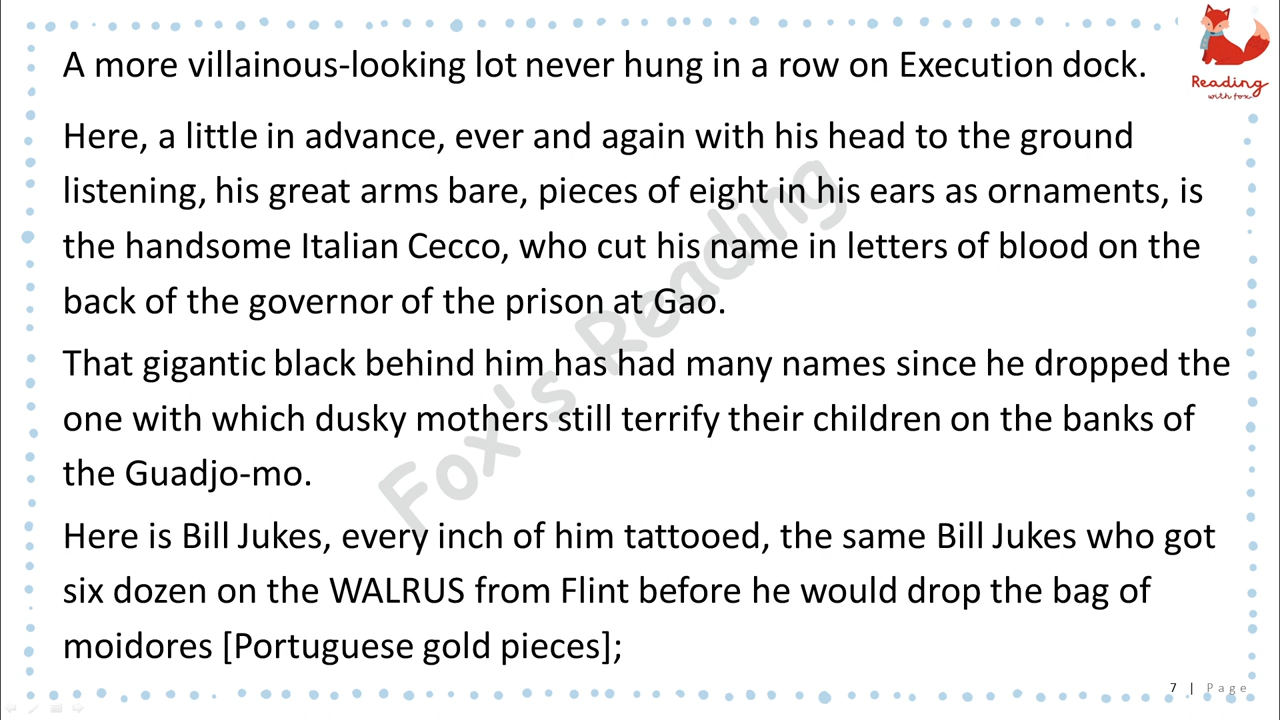 A more villainous-looking lot never hung in a row on Execution dock.
Reading
with fox
Here, a little in advance, ever and again with his head to the ground
listening, his great arms bare, pieces of eight in his ears as ornaments, is
the handsome Italian Cecco, who cut his name in letters of blood on the
back of the governor of the prison at Gao.
That gigantic black behind him has had many names since he dropped the
one with which dusky mothers still terrify their children on the banks of
the Guadjo-mo.
Here is Bill Jukes, every inch of him tattooed, the same Bill Jukes who got
six dozen on the WALRUS from Flint before he would drop the bag of
moidores [Portuguese gold pieces];
Fox's Reading
7 | Page